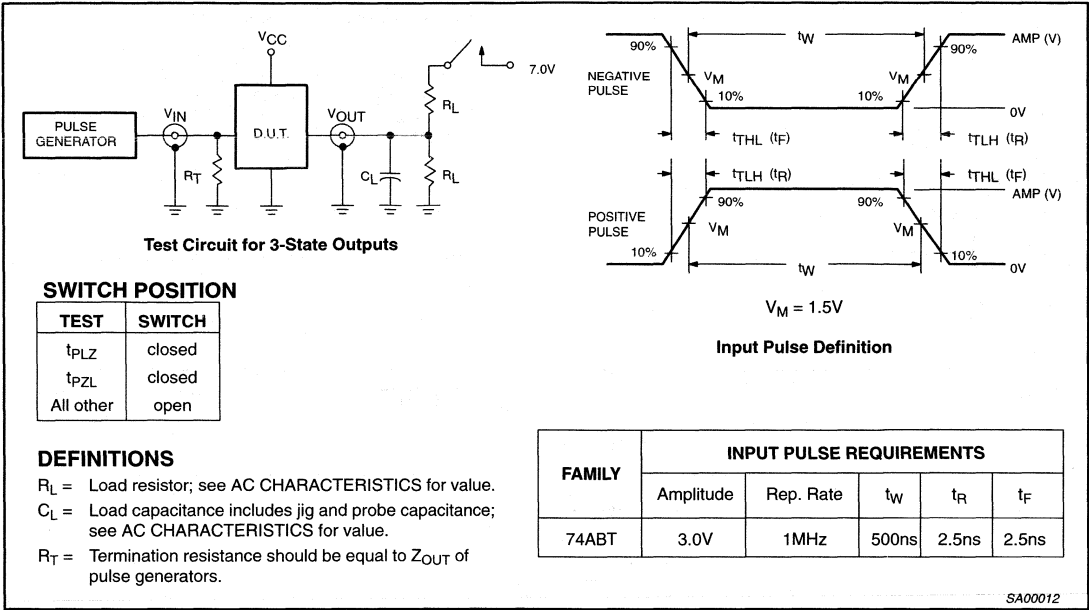 VCC
7.0V
RL
PULSE
GENERATOR
VIN
D.U.T.
VOUT
RT
CL
RL
Test Circuit for 3-State Outputs
SWITCH POSITION
TEST SWITCH
tPLZ closed
tPZL closed
All other open
DEFINITIONS
RL = Load resistor; see AC CHARACTERISTICS for value.
CL = Load capacitance includes jig and probe capacitance;
see AC CHARACTERISTICS for value.
RT = Termination resistance should be equal to ZOUT of
pulse generators.
90% tW 90% AMP (V)
NEGATIVE
PULSE
VM VM
10% 10%
0V
tTHL (tF) tTLH (tR)
tTLH (tR) tTHL (tF)
AMP (V)
90% 90%
POSITIVE
PULSE
VM VM
10% 10%
tW 0V
VM = 1.5V
Input Pulse Definition
FAMILY INPUT PULSE REQUIREMENTS
Amplitude Rep. Rate tW tR tF
74ABT 3.0V 1MHz 500ns 2.5ns 2.5ns
SA00012